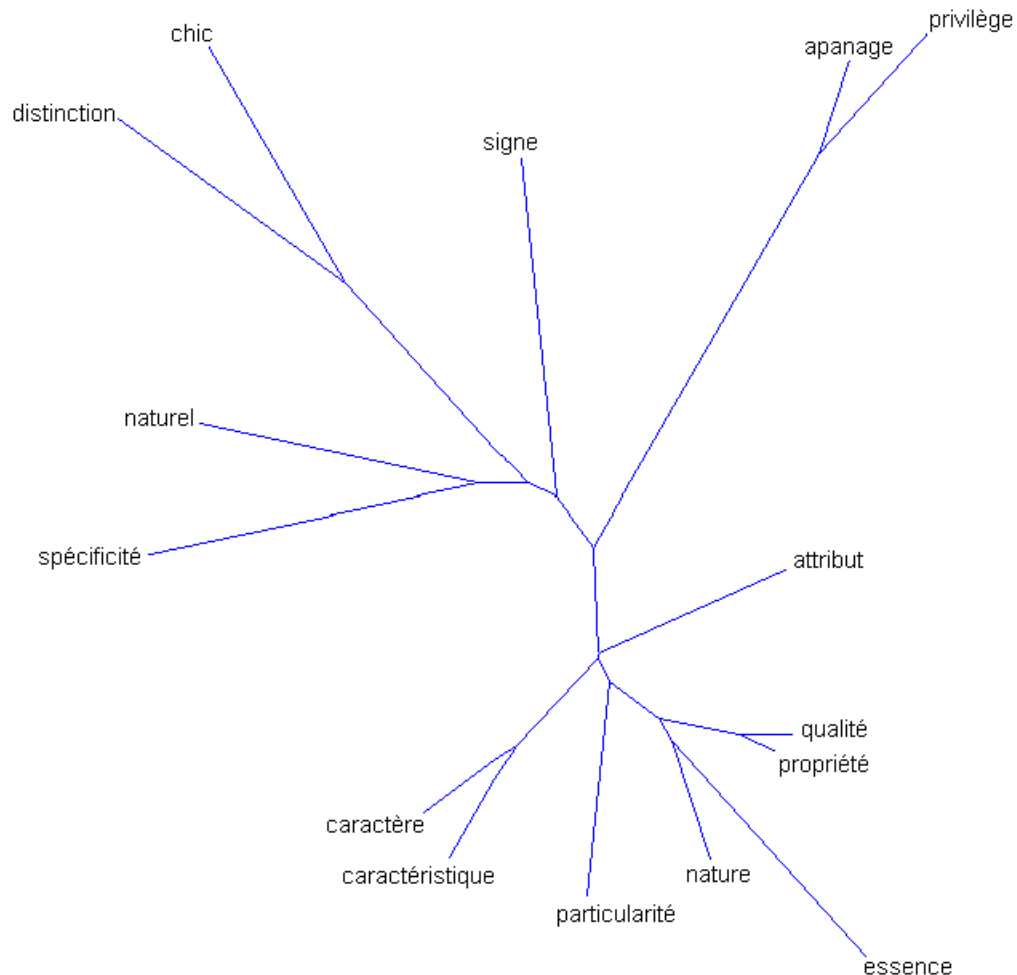 privilège
chic
apanage
distinction
signe
naturel
spécificité
attribut
qualité
propriété
caractère
caractéristique
nature
particularité
essence